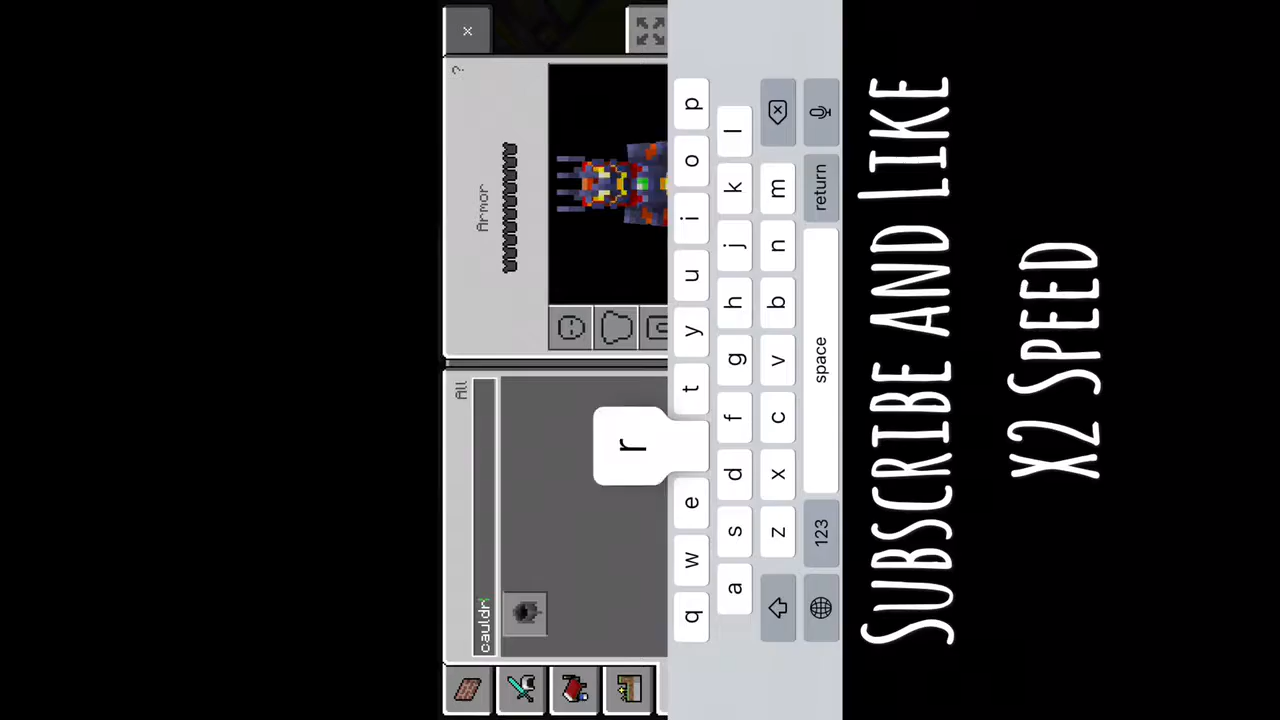 x
?
Armor
All
cauldr
r
q w e t y u i o p
a s d f g h j k l
z x c v b n m
123 space return
SUBSCRIBE AND LIKE
X2 SPEED